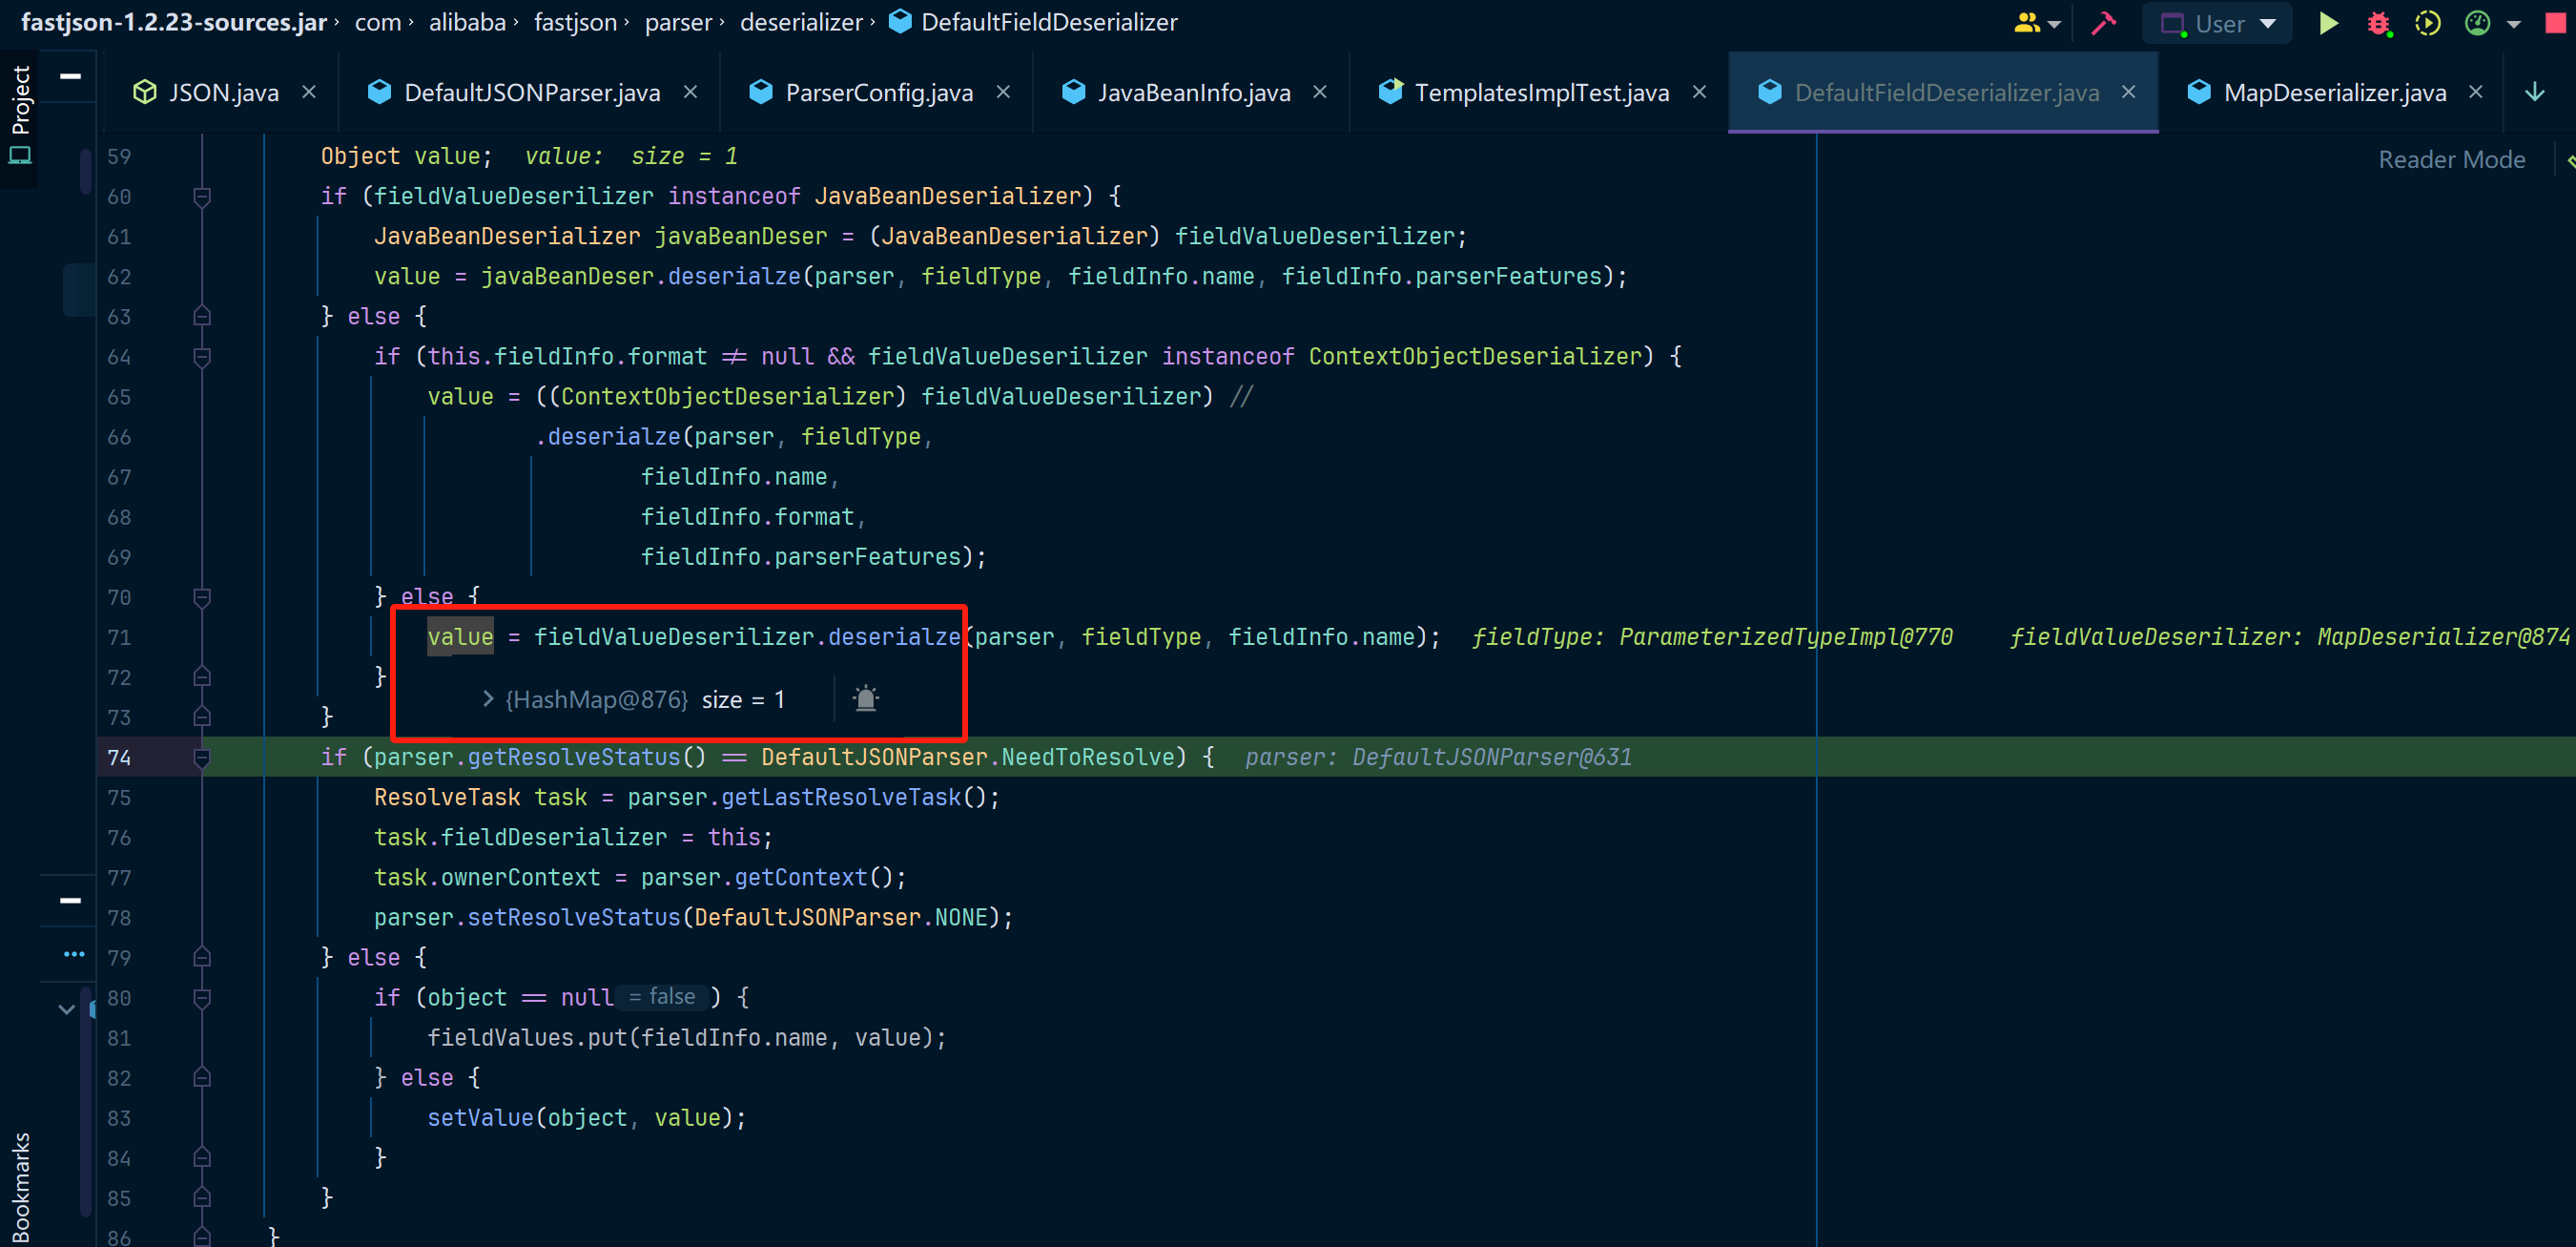 fastjson-1.2.23-sources.jar › com › alibaba › fastjson › parser › deserializer › DefaultFieldDeserializer
User
Project
JSON.java
DefaultJSONParser.java
ParserConfig.java
JavaBeanInfo.java
TemplatesImplTest.java
DefaultFieldDeserializer.java
MapDeserializer.java
Reader Mode
59 Object value; value: size = 1
60 if (fieldValueDeserilizer instanceof JavaBeanDeserializer) {
61 JavaBeanDeserializer javaBeanDeser = (JavaBeanDeserializer) fieldValueDeserilizer;
62 value = javaBeanDeser.deserialze(parser, fieldType, fieldInfo.name, fieldInfo.parserFeatures);
63 } else {
64 if (this.fieldInfo.format ≠ null && fieldValueDeserilizer instanceof ContextObjectDeserializer) {
65 value = ((ContextObjectDeserializer) fieldValueDeserilizer) //
66 .deserialze(parser, fieldType,
67 fieldInfo.name,
68 fieldInfo.format,
69 fieldInfo.parserFeatures);
70 } else {
71 value = fieldValueDeserilizer.deserialze(parser, fieldType, fieldInfo.name); fieldType: ParameterizedTypeImpl@770 fieldValueDeserilizer: MapDeserializer@874
72 }
{HashMap@876} size = 1
73 }
74 if (parser.getResolveStatus() == DefaultJSONParser.NeedToResolve) { parser: DefaultJSONParser@631
75 ResolveTask task = parser.getLastResolveTask();
76 task.fieldDeserializer = this;
77 task.ownerContext = parser.getContext();
78 parser.setResolveStatus(DefaultJSONParser.NONE);
79 } else {
80 if (object == null = false ) {
81 fieldValues.put(fieldInfo.name, value);
82 } else {
83 setValue(object, value);
84 }
85 }
86 }
Bookmarks